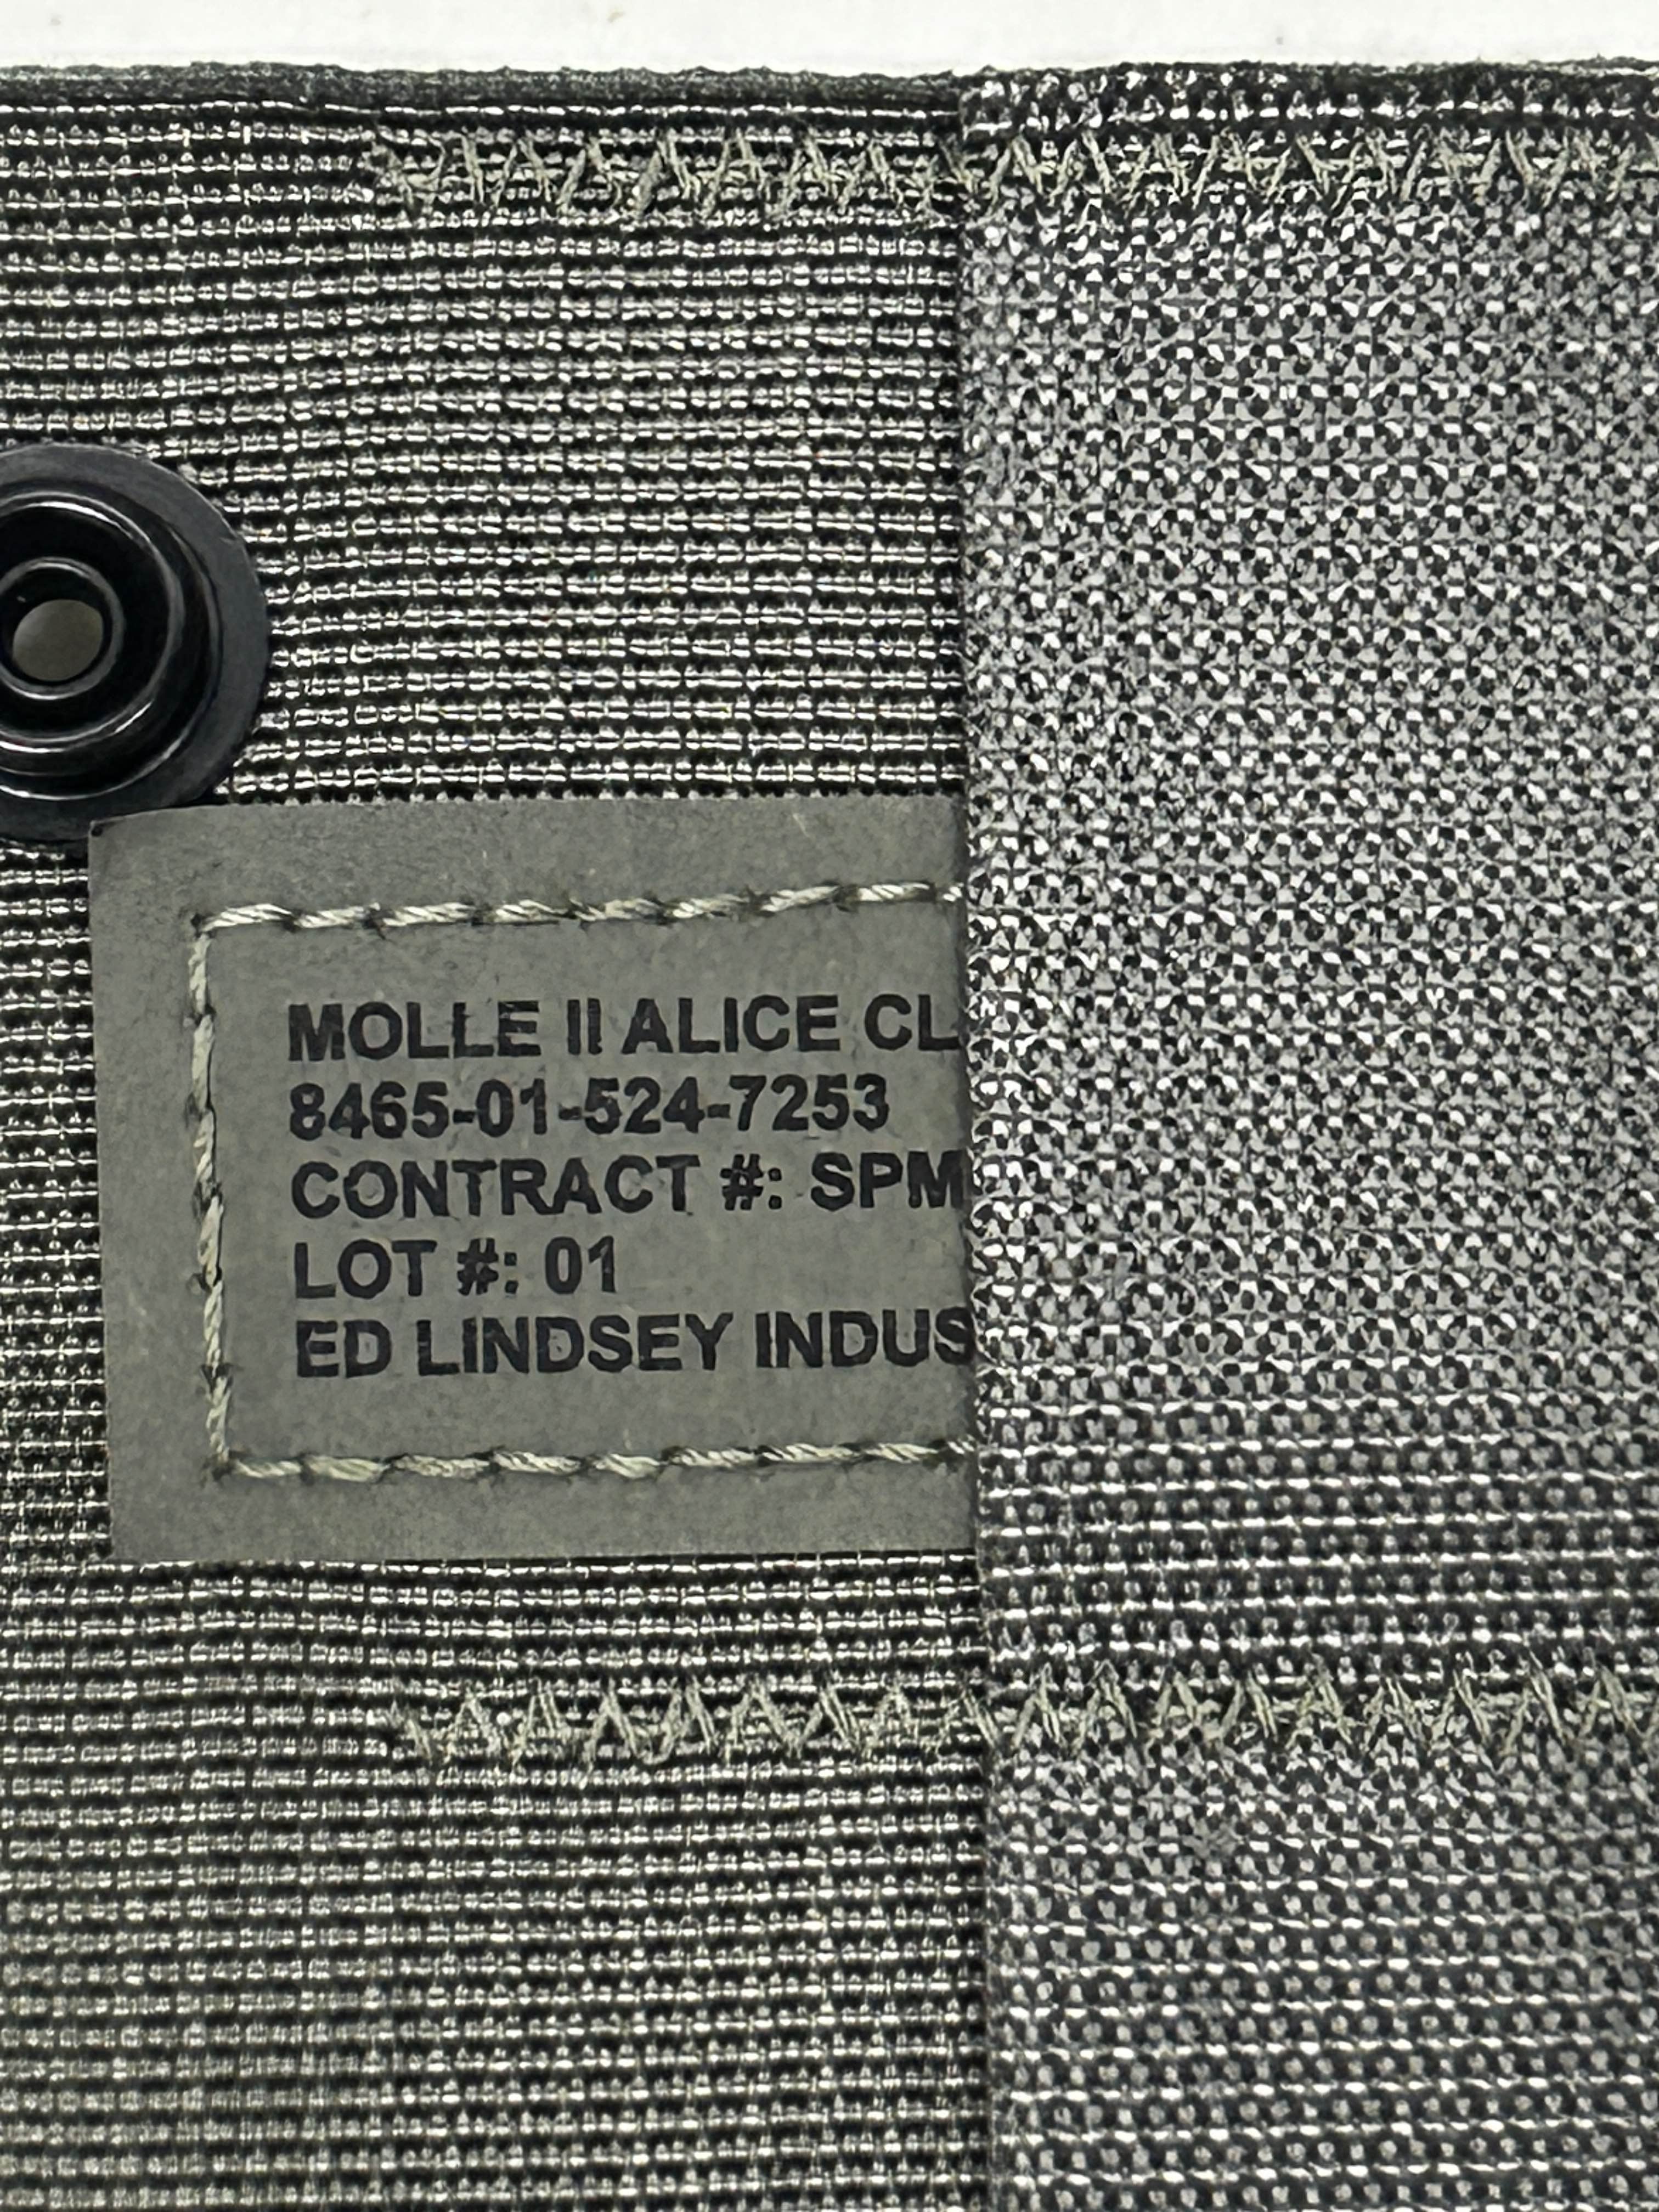 MOLLE II ALICE CL
8465-01-524-7253
CONTRACT #: SPM
LOT #: 01
ED LINDSEY INDUS